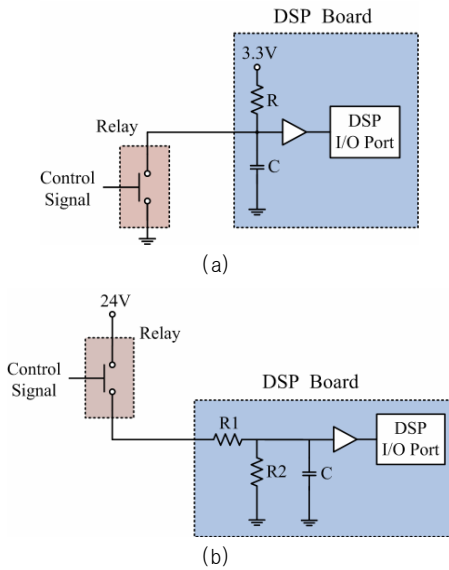 DSP Board
3.3V
R
DSP
I/O Port
Relay
C
Control
Signal
(a)
24V
Relay
Control
Signal
DSP Board
R1
DSP
I/O Port
R2
C
(b)